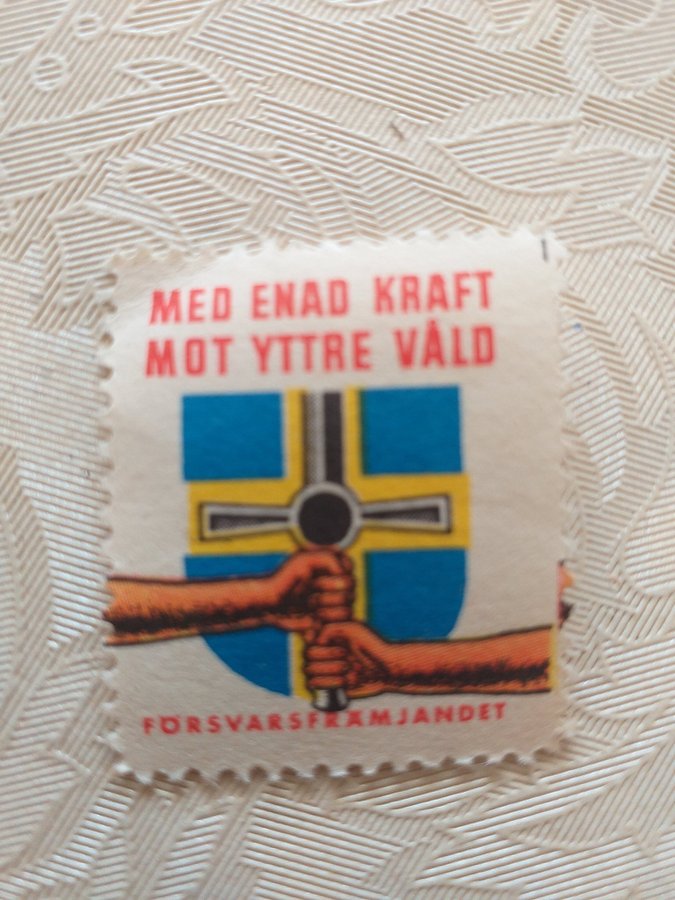 MED ENAD KRAFT
MOT YTTRE VÅLD
FÖRSVARSFRÄMJANDET